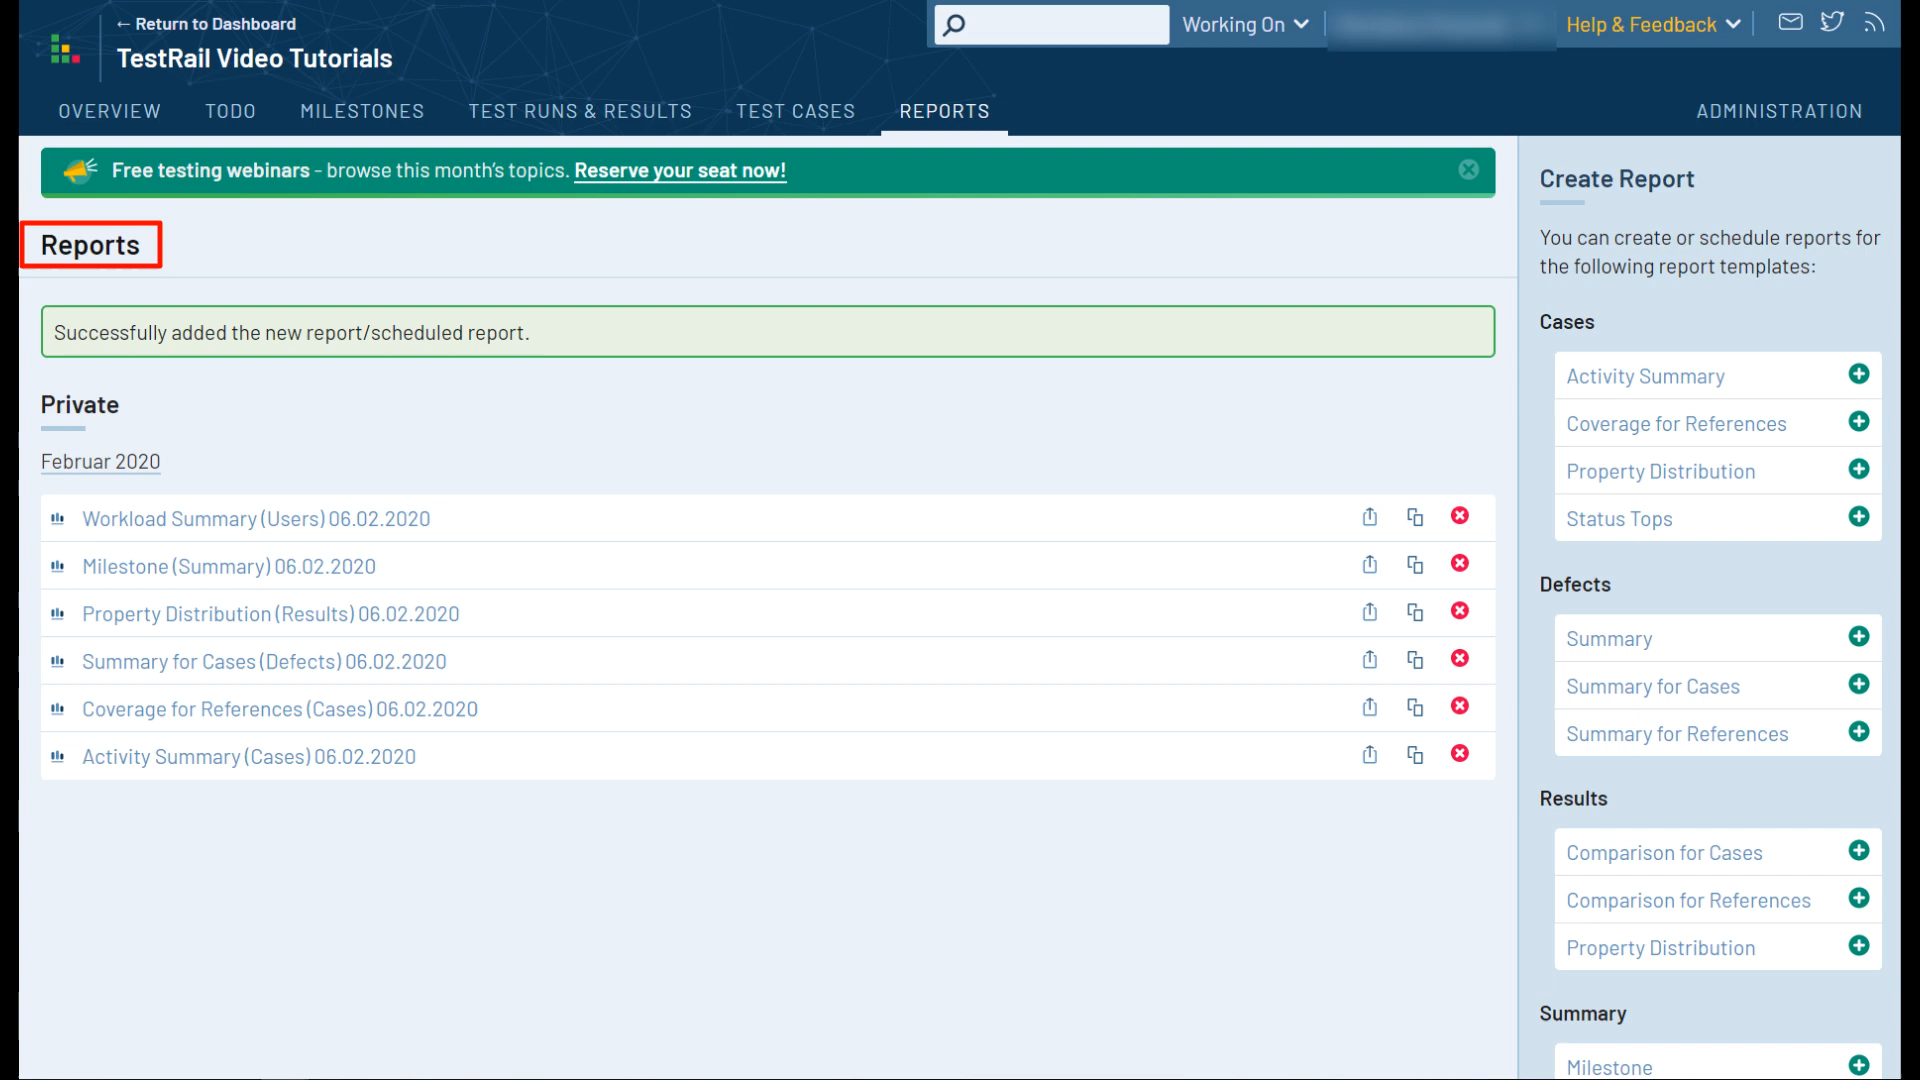 ← Return to Dashboard
TestRail Video Tutorials
Working On
Help & Feedback
OVERVIEW TODO MILESTONES TEST RUNS & RESULTS TEST CASES REPORTS ADMINISTRATION
Free testing webinars - browse this month's topics. Reserve your seat now!
Reports
Successfully added the new report/scheduled report.
Private
Februar 2020
Workload Summary (Users) 06.02.2020
Milestone (Summary) 06.02.2020
Property Distribution (Results) 06.02.2020
Summary for Cases (Defects) 06.02.2020
Coverage for References (Cases) 06.02.2020
Activity Summary (Cases) 06.02.2020
Create Report
You can create or schedule reports for
the following report templates:
Cases
Activity Summary
Coverage for References
Property Distribution
Status Tops
Defects
Summary
Summary for Cases
Summary for References
Results
Comparison for Cases
Comparison for References
Property Distribution
Summary
Milestone